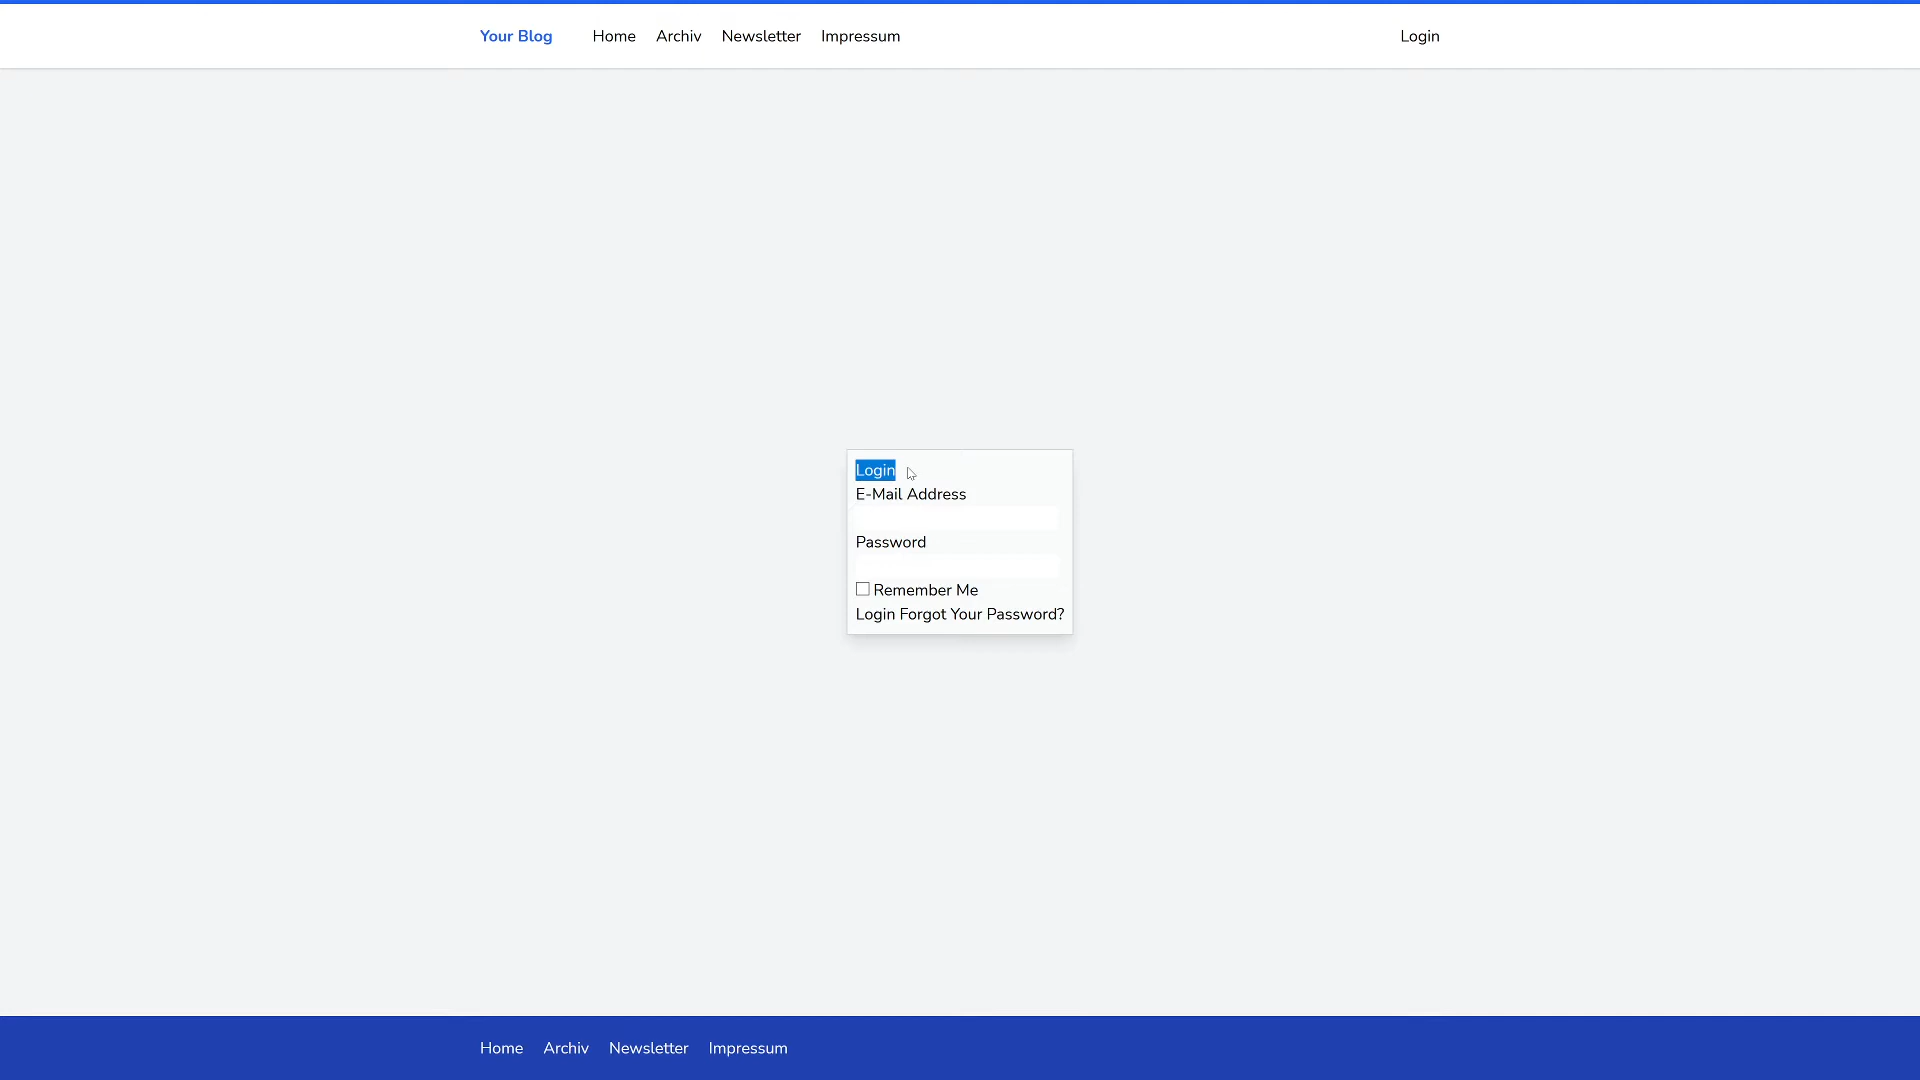 Your Blog Home Archiv Newsletter Impressum Login
Login
E-Mail Address
Password
Remember Me
Login Forgot Your Password?
Home Archiv Newsletter Impressum